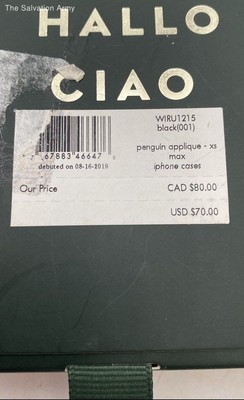 The Salvation Army
HALLO
CIAO
WIRU1215
black(001)
67883 46647
debuted on 08-16-2019
penguin applique - xs
max
iphone cases
Our Price
CAD $80.00
USD $70.00